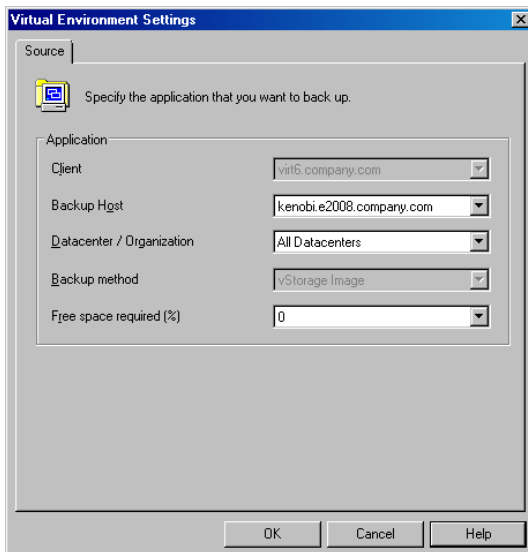 Virtual Environment Settings
Source
Specify the application that you want to back up.
Application
Client
virt6.company.com
Backup Host
kenobi.e2008.company.com
Datacenter / Organization
All Datacenters
Backup method
vStorage Image
Free space required (%)
0
OK
Cancel
Help